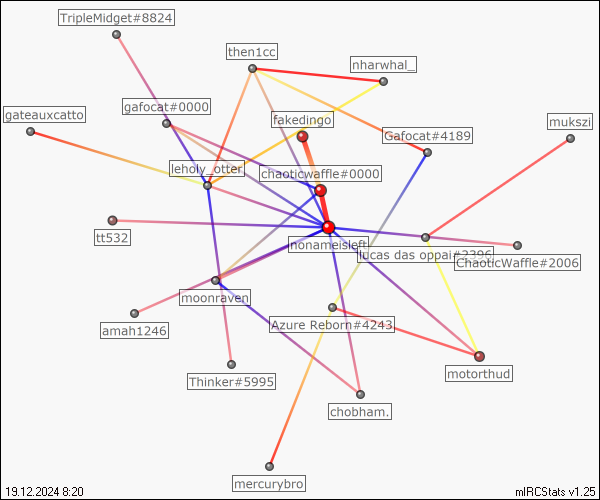 TripleMidget#8824
then1cc
nharwhal_
gafocat#0000
gateauxcatto
fakedingo
mukszi
Gafocat#4189
leholy_otter
chaoticwaffle#0000
tt532
nonameisleft
lucas das oppai#2396
ChaoticWaffle#2006
moonraven
amah1246
Azure Reborn#4243
motorthud
Thinker#5995
chobham.
mercurybro
19.12.2024 8:20
mIRCStats v1.25